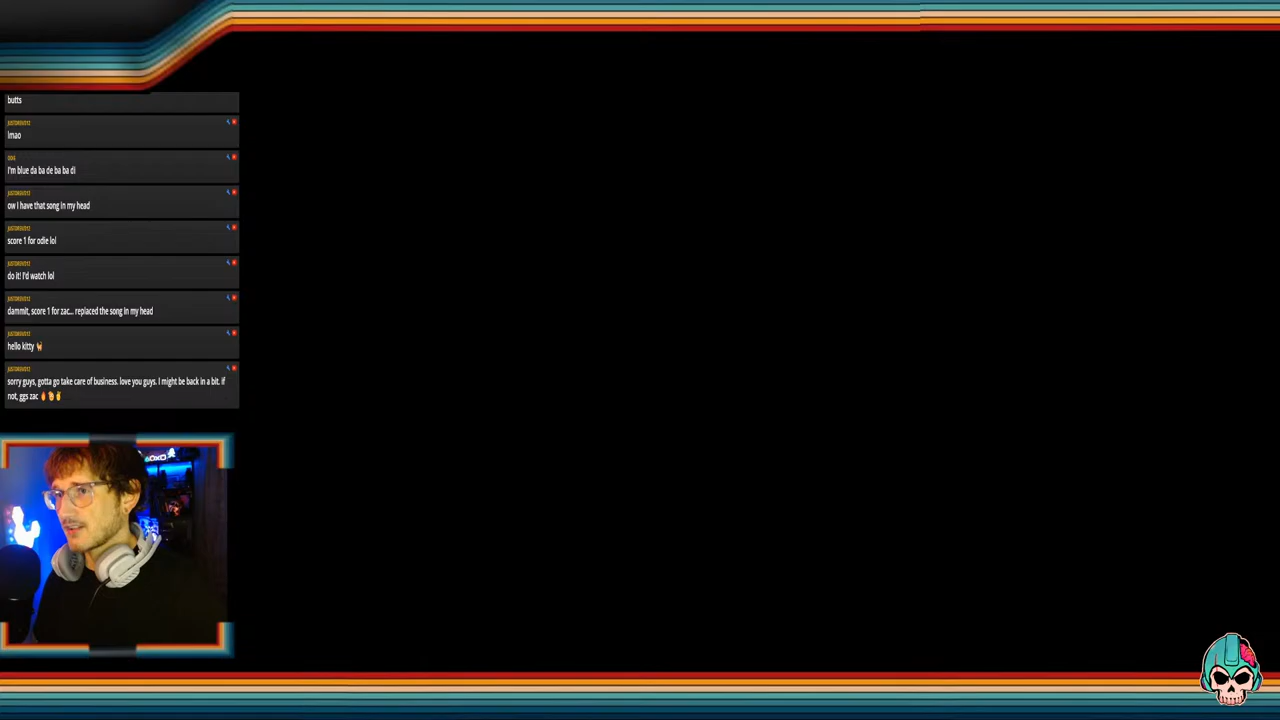 butts
JUSTDROID312
lmao
ODIE
I'm blue da ba de ba ba di
ow I have that song in my head
score 1 for odie lol
do it! I'd watch lol
dammit, score 1 for zac... replaced the song in my head
hello kitty
sorry guys, gotta go take care of business. love you guys. I might be back in a bit. if
not, ggs zac